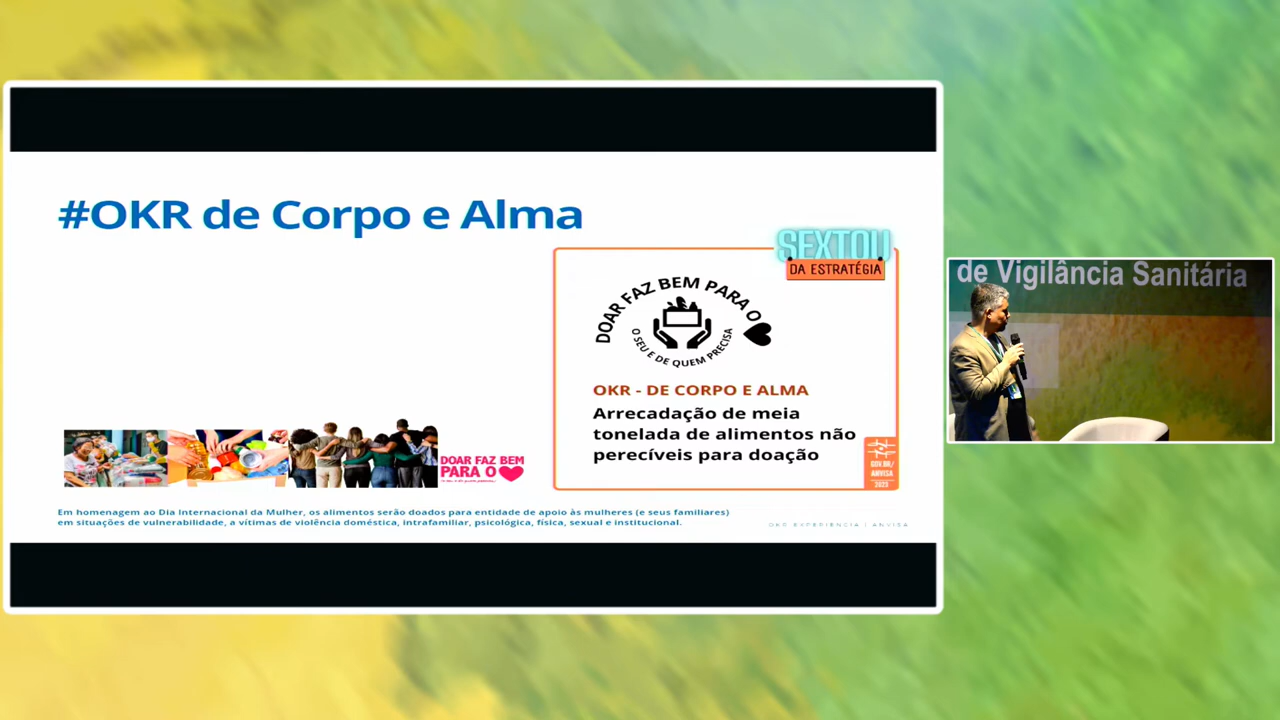 #OKR de Corpo e Alma
SEXTOU
DA ESTRATÉGIA
DOAR FAZ BEM PARA O
O SEU E DE QUEM PRECISA
OKR - DE CORPO E ALMA
Arrecadação de meia
tonelada de alimentos não
perecíveis para doação
GOV.BR/
ANVISA
2023
DOAR FAZ BEM
PARA O
Em homenagem ao Dia Internacional da Mulher, os alimentos serão doados para entidade de apoio às mulheres (e seus familiares)
em situações de vulnerabilidade, a vítimas de violência doméstica, intrafamiliar, psicológica, física, sexual e institucional.
OKR EXPERIENCIA | ANVISA
de Vigilância Sanitária